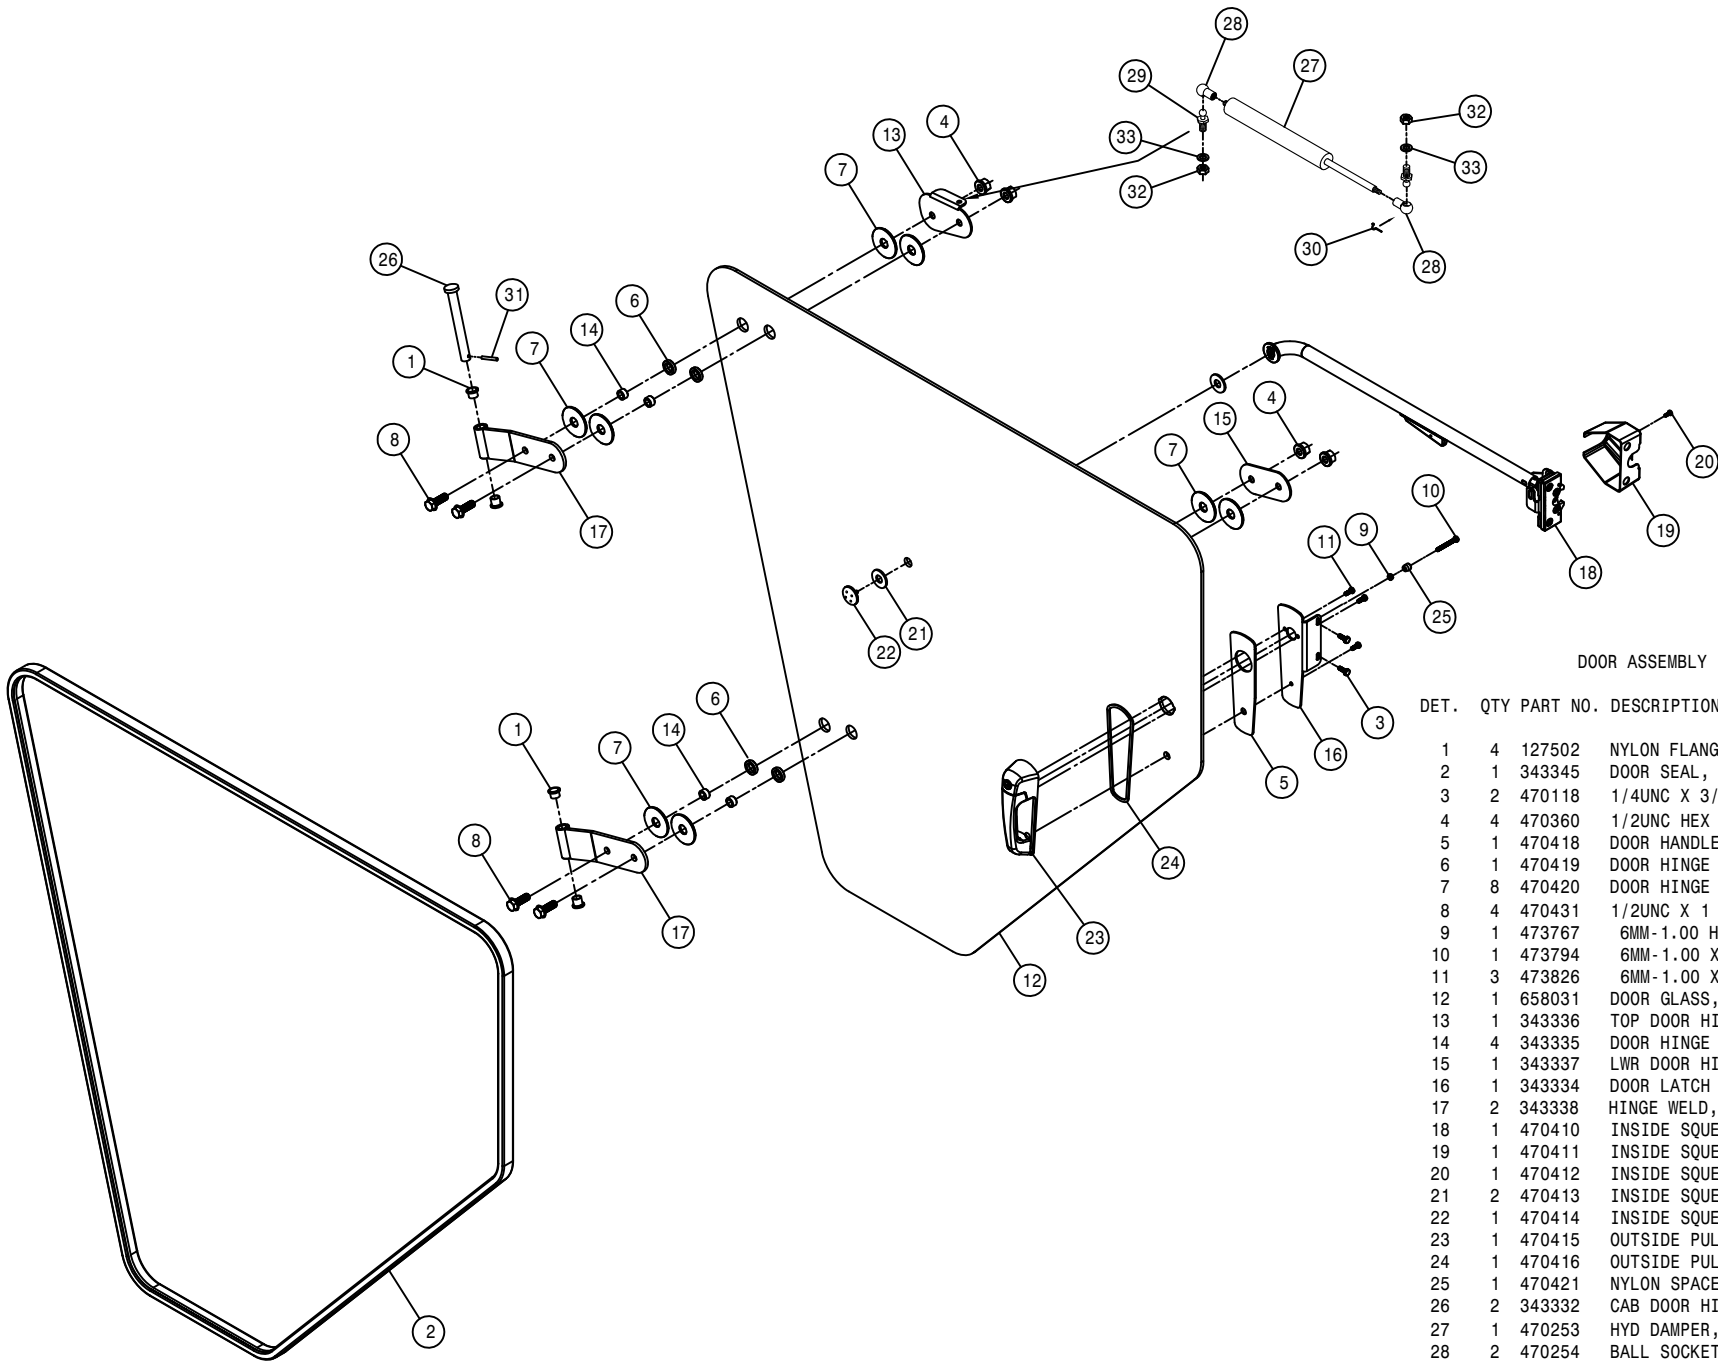 28
27
29
32
4
13
33
33
7
32
30
28
26
31
6
14
7
1
4
15
7
8
20
10
17
19
9
11
18
25
21
22
DOOR ASSEMBLY
DET. QTY PART NO. DESCRIPTION
6
1
14
3
7
16
5
8
24
17
23
12
2
1 4 127502 NYLON FLANG
2 1 343345 DOOR SEAL,
3 2 470118 1/4UNC X 3/
4 4 470360 1/2UNC HEX
5 1 470418 DOOR HANDLE
6 1 470419 DOOR HINGE
7 8 470420 DOOR HINGE
8 4 470431 1/2UNC X 1
9 1 473767 6MM-1.00 H
10 1 473794 6MM-1.00 X
11 3 473826 6MM-1.00 X
12 1 658031 DOOR GLASS,
13 1 343336 TOP DOOR HI
14 4 343335 DOOR HINGE
15 1 343337 LWR DOOR HI
16 1 343334 DOOR LATCH
17 2 343338 HINGE WELD,
18 1 470410 INSIDE SQUE
19 1 470411 INSIDE SQUE
20 1 470412 INSIDE SQUE
21 2 470413 INSIDE SQUE
22 1 470414 INSIDE SQUE
23 1 470415 OUTSIDE PUL
24 1 470416 OUTSIDE PUL
25 1 470421 NYLON SPACE
26 2 343332 CAB DOOR HI
27 1 470253 HYD DAMPER,
28 2 470254 BALL SOCKET